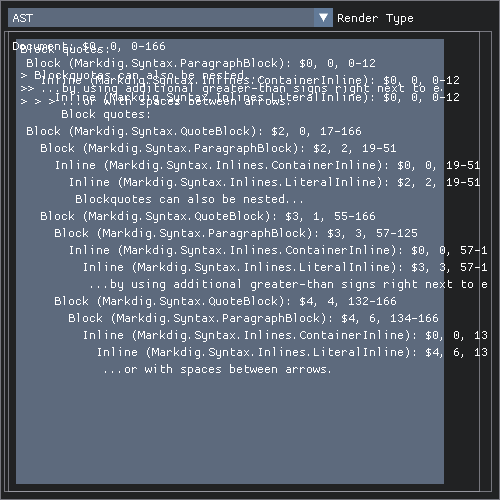 AST
Render Type
Document: $0, 0, 0-166
Block quotes:
Block (Markdig.Syntax.ParagraphBlock): $0, 0, 0-12
> Blockquotes can also be nested...
Inline (Markdig.Syntax.Inlines.ContainerInline): $0, 0, 0-12
>> ...by using additional greater-than signs right next to e
Inline (Markdig.Syntax.Inlines.LiteralInline): $0, 0, 0-12
> > > ...or with spaces between arrows.
Block quotes:
Block (Markdig.Syntax.QuoteBlock): $2, 0, 17-166
Block (Markdig.Syntax.ParagraphBlock): $2, 2, 19-51
Inline (Markdig.Syntax.Inlines.ContainerInline): $0, 0, 19-51
Inline (Markdig.Syntax.Inlines.LiteralInline): $2, 2, 19-51
Blockquotes can also be nested...
Block (Markdig.Syntax.QuoteBlock): $3, 1, 55-166
Block (Markdig.Syntax.ParagraphBlock): $3, 3, 57-125
Inline (Markdig.Syntax.Inlines.ContainerInline): $0, 0, 57-1
Inline (Markdig.Syntax.Inlines.LiteralInline): $3, 3, 57-1
...by using additional greater-than signs right next to e
Block (Markdig.Syntax.QuoteBlock): $4, 4, 132-166
Block (Markdig.Syntax.ParagraphBlock): $4, 6, 134-166
Inline (Markdig.Syntax.Inlines.ContainerInline): $0, 0, 13
Inline (Markdig.Syntax.Inlines.LiteralInline): $4, 6, 13
...or with spaces between arrows.